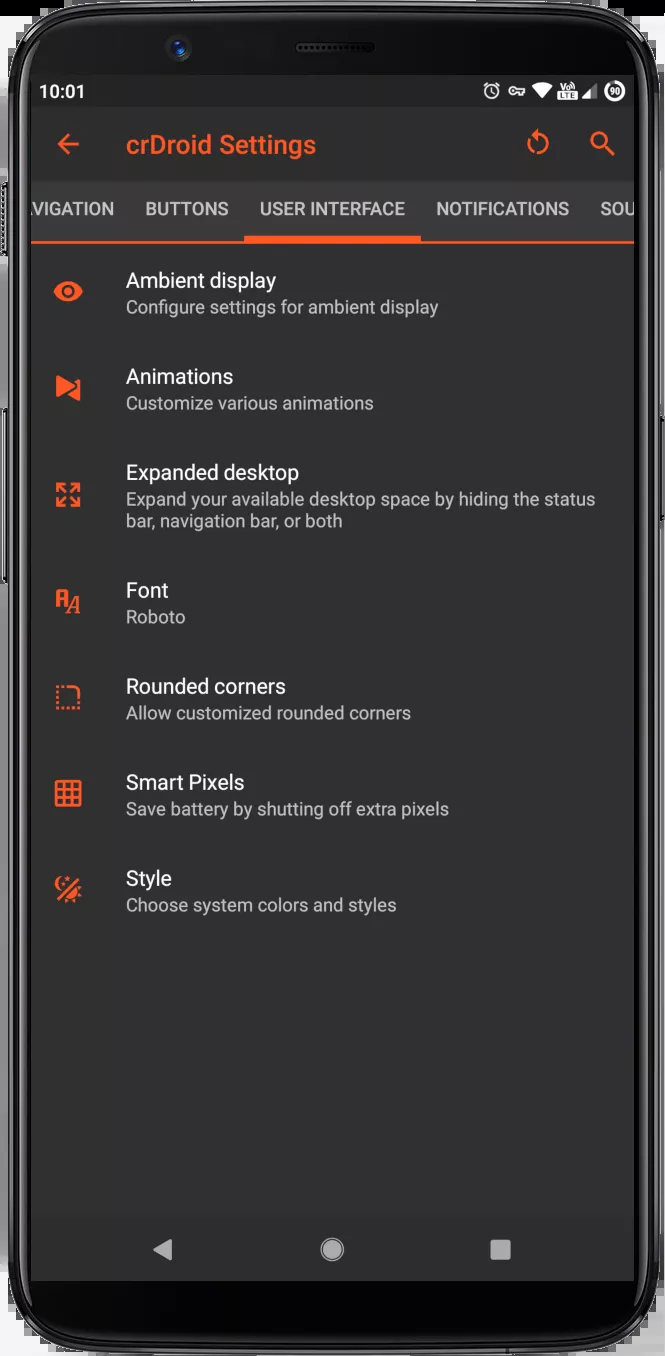 10:01
Vo) LTE
90
crDroid Settings
VIGATION BUTTONS USER INTERFACE NOTIFICATIONS SOU
Ambient display
Configure settings for ambient display
Animations
Customize various animations
Expanded desktop
Expand your available desktop space by hiding the status
bar, navigation bar, or both
Font
Roboto
Rounded corners
Allow customized rounded corners
Smart Pixels
Save battery by shutting off extra pixels
Style
Choose system colors and styles